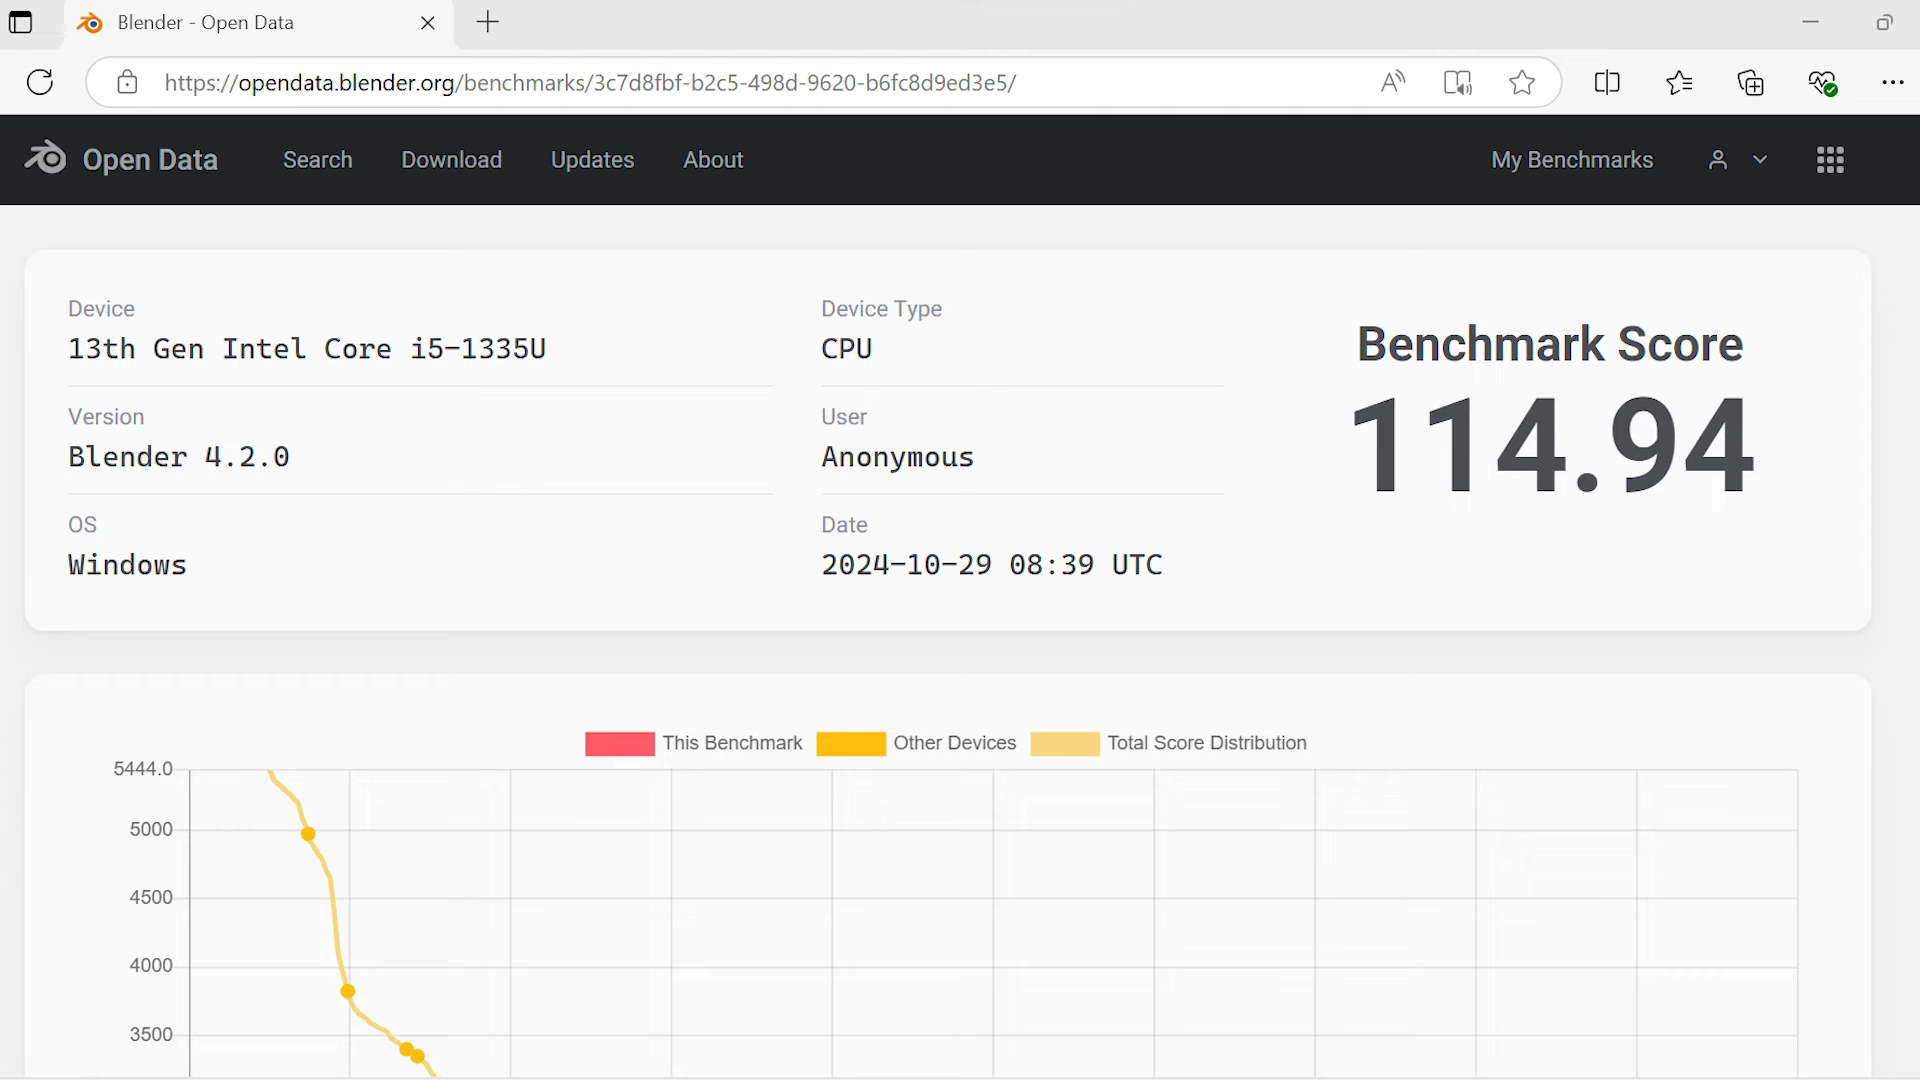 Blender - Open Data
https://opendata.blender.org/benchmarks/3c7d8fbf-b2c5-498d-9620-b6fc8d9ed3e5/
Open Data Search Download Updates About My Benchmarks
Device
13th Gen Intel Core i5-1335U
Device Type
CPU
Version
Blender 4.2.0
User
Anonymous
OS
Windows
Date
2024-10-29 08:39 UTC
Benchmark Score
114.94
This Benchmark Other Devices Total Score Distribution
5444.0
5000
4500
4000
3500